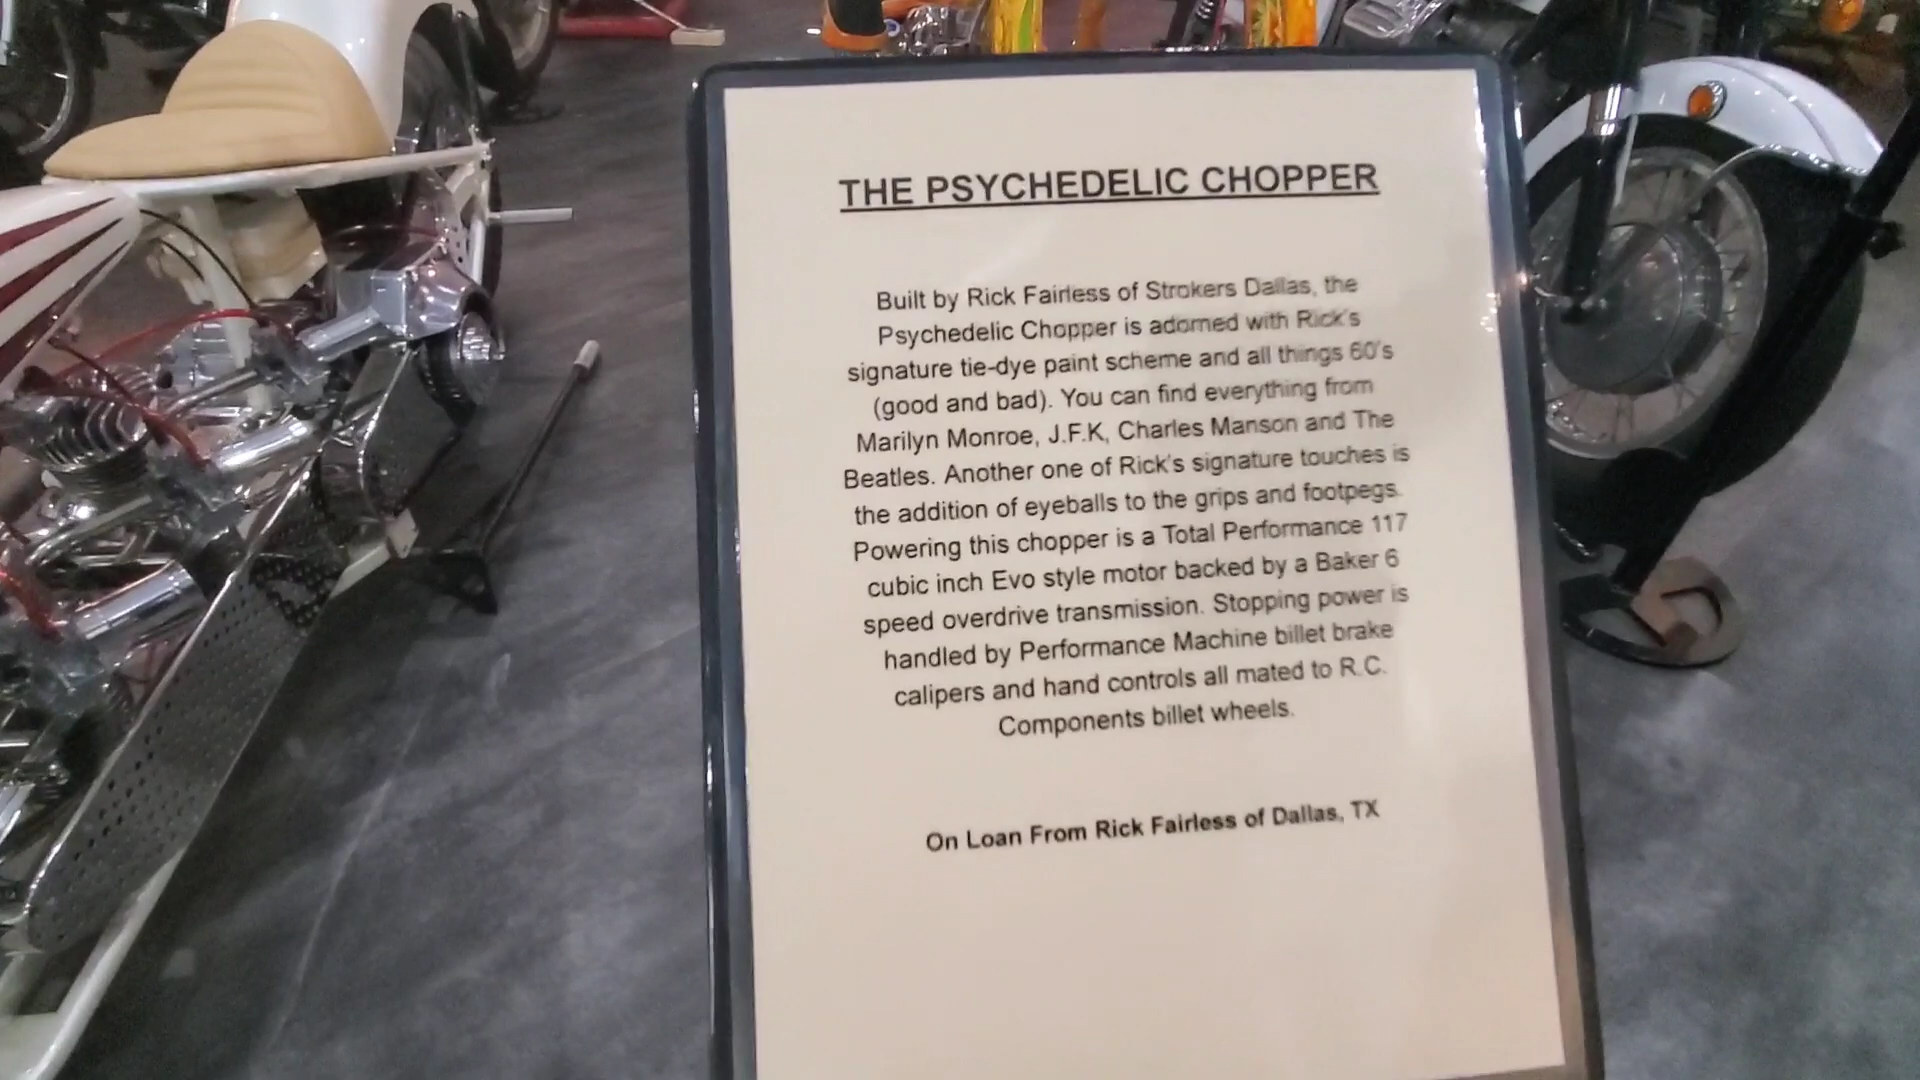 THE PSYCHEDELIC CHOPPER
Built by Rick Fairless of Strokers Dallas, the
Psychedelic Chopper is adorned with Rick's
signature tie-dye paint scheme and all things 60's
(good and bad). You can find everything from
Marilyn Monroe, J.F.K, Charles Manson and The
Beatles. Another one of Rick's signature touches is
the addition of eyeballs to the grips and footpegs.
Powering this chopper is a Total Performance 117
cubic inch Evo style motor backed by a Baker 6
speed overdrive transmission. Stopping power is
handled by Performance Machine billet brake
calipers and hand controls all mated to R.C.
Components billet wheels.
On Loan From Rick Fairless of Dallas, TX